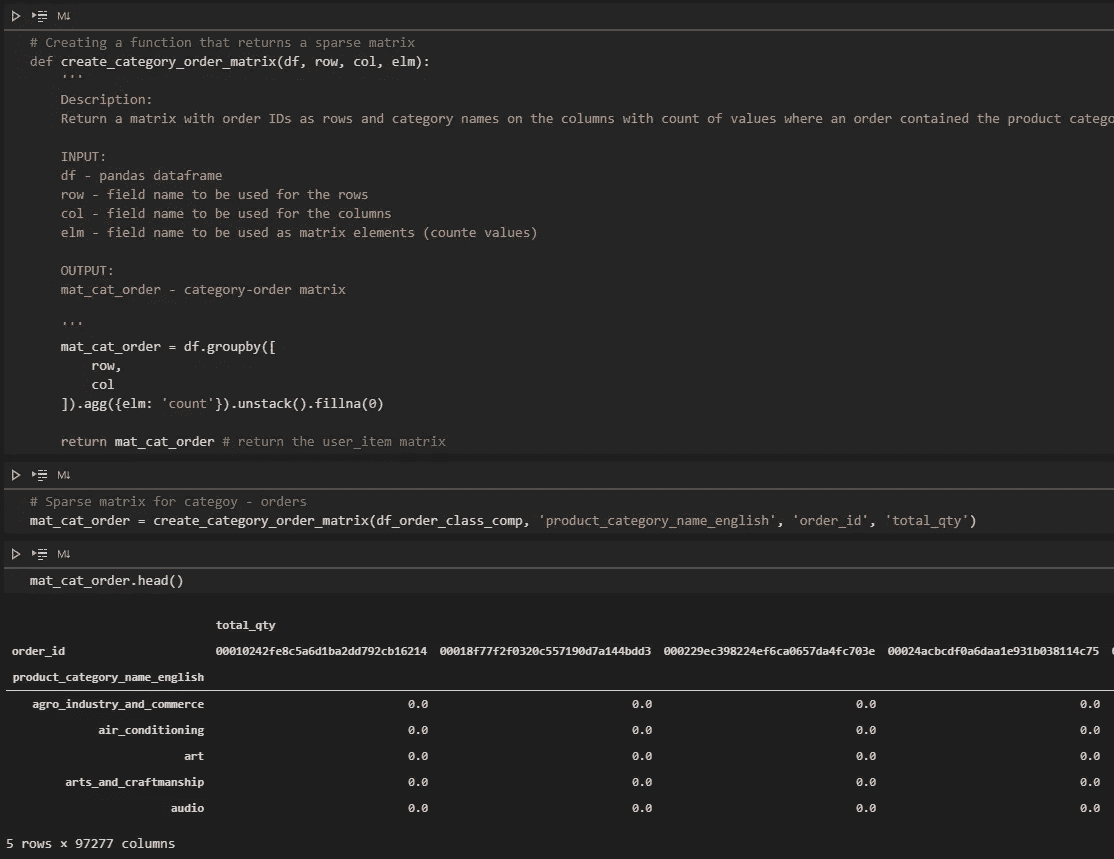 M↓
# Creating a function that returns a sparse matrix
def create_category_order_matrix(df, row, col, elm):
'''
Description:
Return a matrix with order IDs as rows and category names on the columns with count of values where an order contained the product catego
INPUT:
df - pandas dataframe
row - field name to be used for the rows
col - field name to be used for the columns
elm - field name to be used as matrix elements (counte values)
OUTPUT:
mat_cat_order - category-order matrix
'''
mat_cat_order = df.groupby([
row,
col
]).agg({elm: 'count'}).unstack().fillna(0)
return mat_cat_order # return the user_item matrix
M↓
# Sparse matrix for categoy - orders
mat_cat_order = create_category_order_matrix(df_order_class_comp, 'product_category_name_english', 'order_id', 'total_qty')
M↓
mat_cat_order.head()
total_qty
order_id 00010242fe8c5a6d1ba2dd792cb16214 00018f77f2f0320c557190d7a144bdd3 000229ec398224ef6ca0657da4fc703e 00024acbcdf0a6daa1e931b038114c75
product_category_name_english
agro_industry_and_commerce 0.0 0.0 0.0 0.0
air_conditioning 0.0 0.0 0.0 0.0
art 0.0 0.0 0.0 0.0
arts_and_craftmanship 0.0 0.0 0.0 0.0
audio 0.0 0.0 0.0 0.0
5 rows × 97277 columns